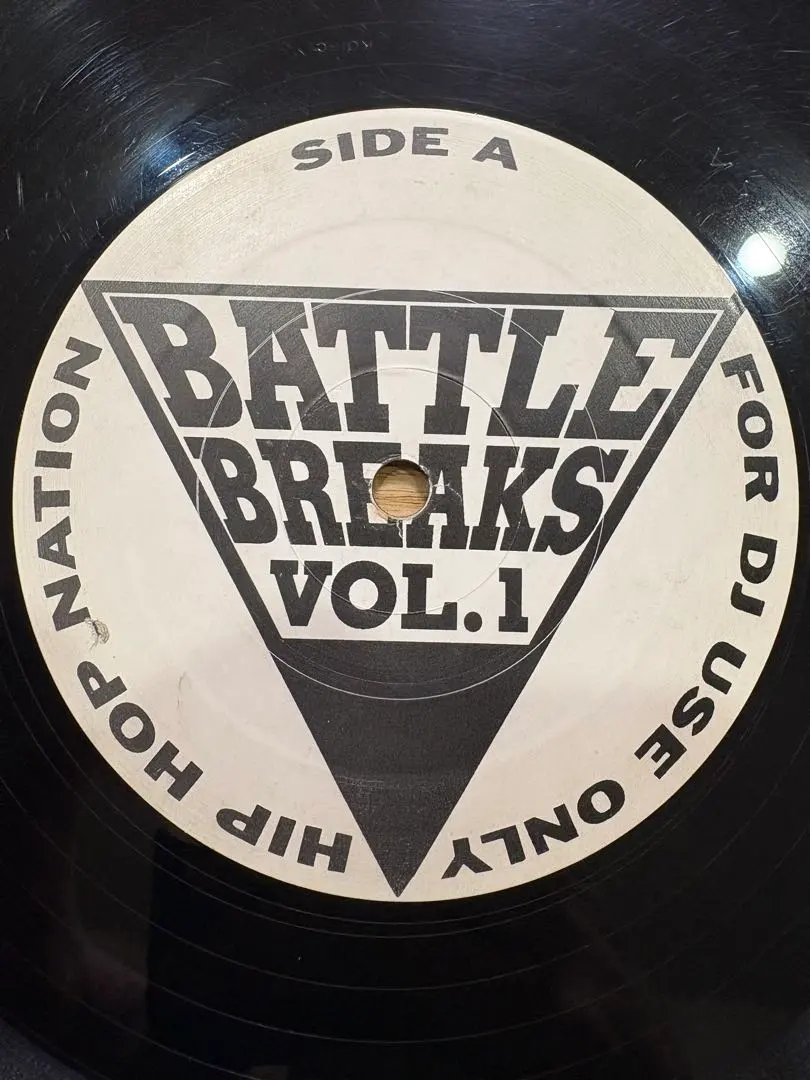 SIDE A
BATTLE
BREAKS
VOL.1
HIP HOP NATION
FOR DJ USE ONLY